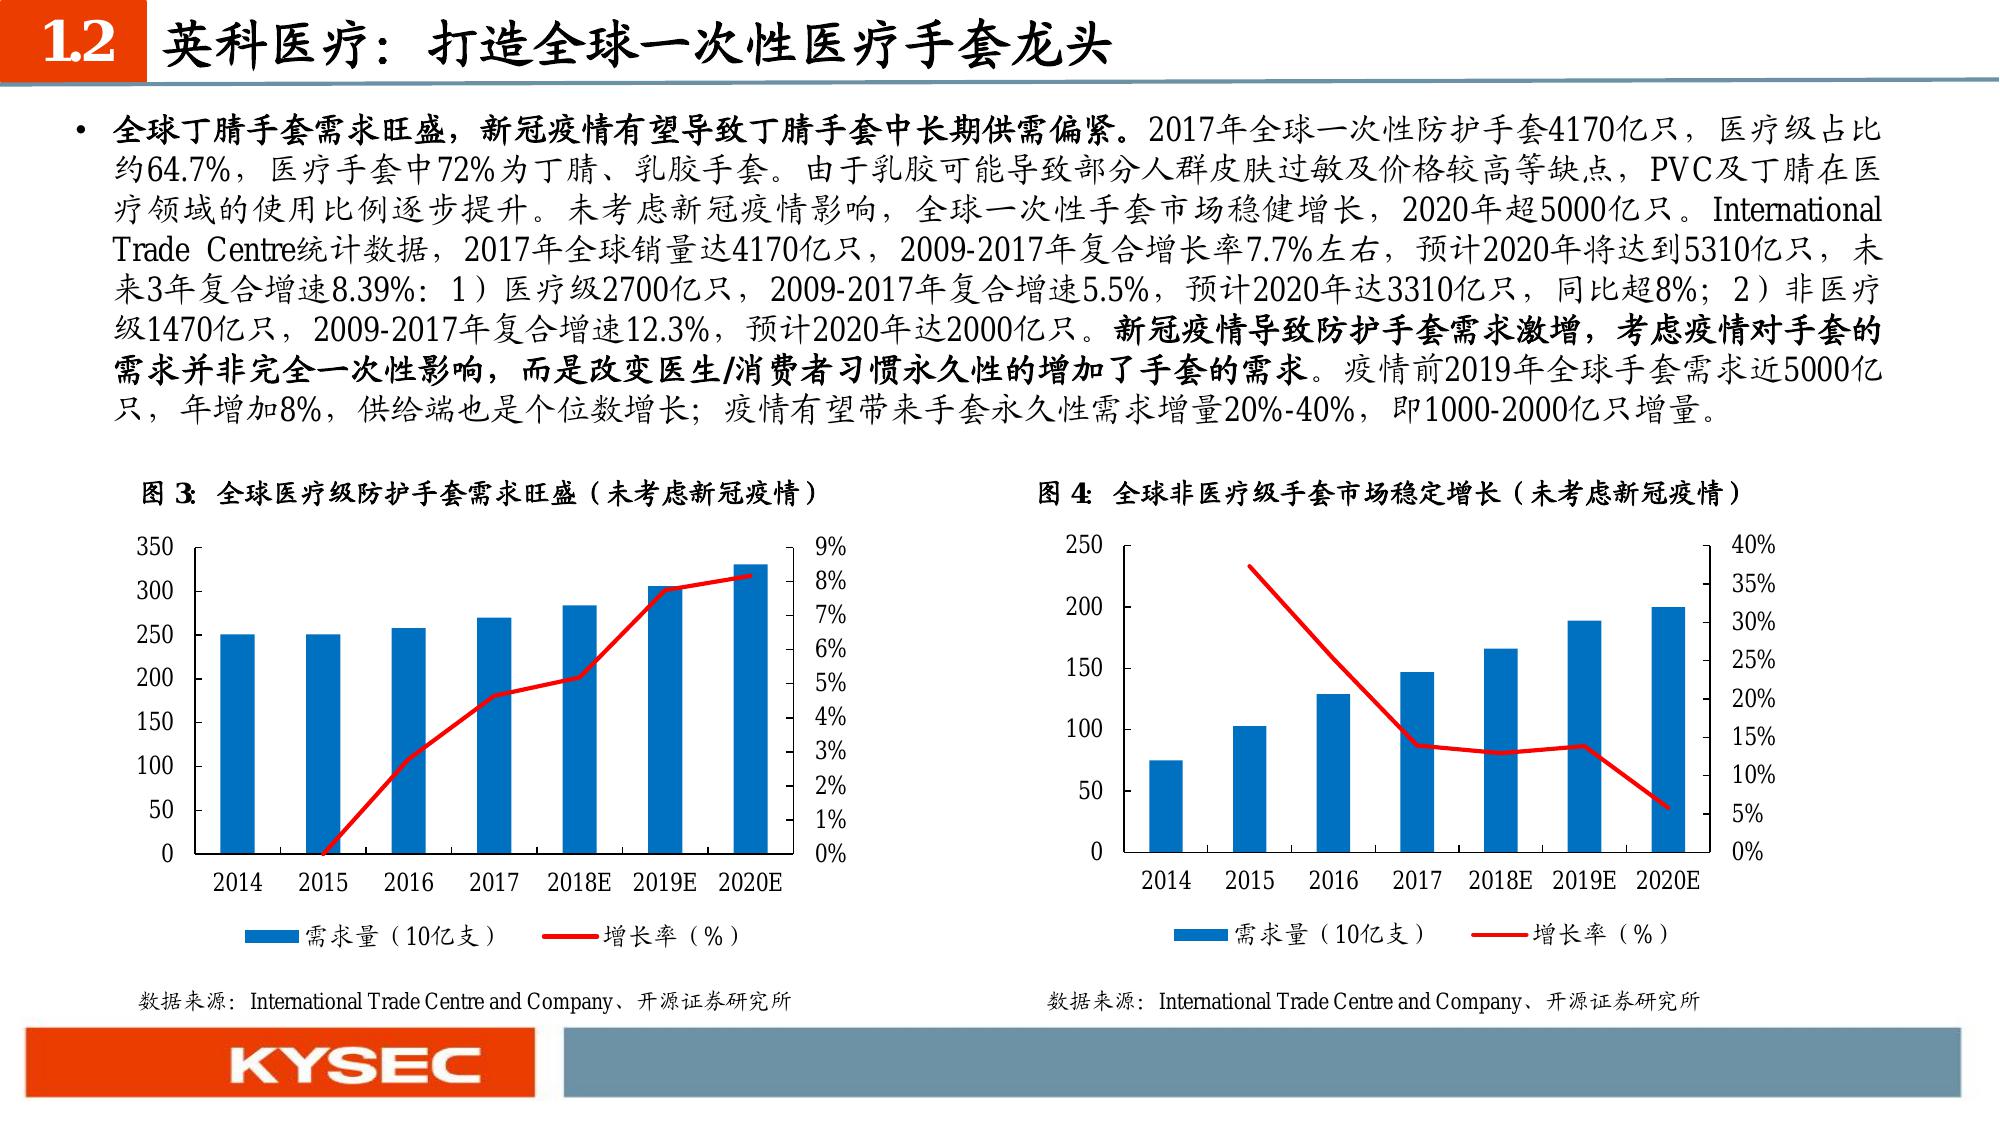 1.2 英科医疗：打造全球一次性医疗手套龙头
• 全球丁腈手套需求旺盛，新冠疫情有望导致丁腈手套中长期供需偏紧。2017年全球一次性防护手套4170亿只，医疗级占比
约64.7%，医疗手套中72%为丁腈、乳胶手套。由于乳胶可能导致部分人群皮肤过敏及价格较高等缺点，PVC及丁腈在医
疗领域的使用比例逐步提升。未考虑新冠疫情影响，全球一次性手套市场稳健增长，2020年超5000亿只。International
Trade Centre统计数据，2017年全球销量达4170亿只，2009-2017年复合增长率7.7%左右，预计2020年将达到5310亿只，未
来3年复合增速8.39%：1）医疗级2700亿只，2009-2017年复合增速5.5%，预计2020年达3310亿只，同比超8%；2）非医疗
级1470亿只，2009-2017年复合增速12.3%，预计2020年达2000亿只。新冠疫情导致防护手套需求激增，考虑疫情对手套的
需求并非完全一次性影响，而是改变医生/消费者习惯永久性的增加了手套的需求。疫情前2019年全球手套需求近5000亿
只，年增加8%，供给端也是个位数增长；疫情有望带来手套永久性需求增量20%-40%，即1000-2000亿只增量。
图 3：全球医疗级防护手套需求旺盛（未考虑新冠疫情）
350
300
250
200
150
100
50
0
9%
8%
7%
6%
5%
4%
3%
2%
1%
0%
2014 2015 2016 2017 2018E 2019E 2020E
需求量（10亿支） 增长率（%）
数据来源：International Trade Centre and Company、开源证券研究所
图 4：全球非医疗级手套市场稳定增长（未考虑新冠疫情）
250
200
150
100
50
0
40%
35%
30%
25%
20%
15%
10%
5%
0%
2014 2015 2016 2017 2018E 2019E 2020E
需求量（10亿支） 增长率（%）
数据来源：International Trade Centre and Company、开源证券研究所
KYSEC